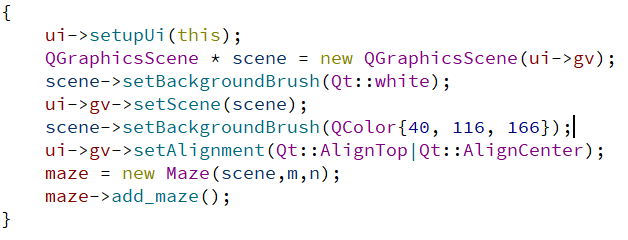 {
    ui->setupUi(this);
    QGraphicsScene * scene = new QGraphicsScene(ui->gv);
    scene->setBackgroundBrush(Qt::white);
    ui->gv->setScene(scene);
    scene->setBackgroundBrush(QColor{40, 116, 166});
    ui->gv->setAlignment(Qt::AlignTop|Qt::AlignCenter);
    maze = new Maze(scene,m,n);
    maze->add_maze();
}